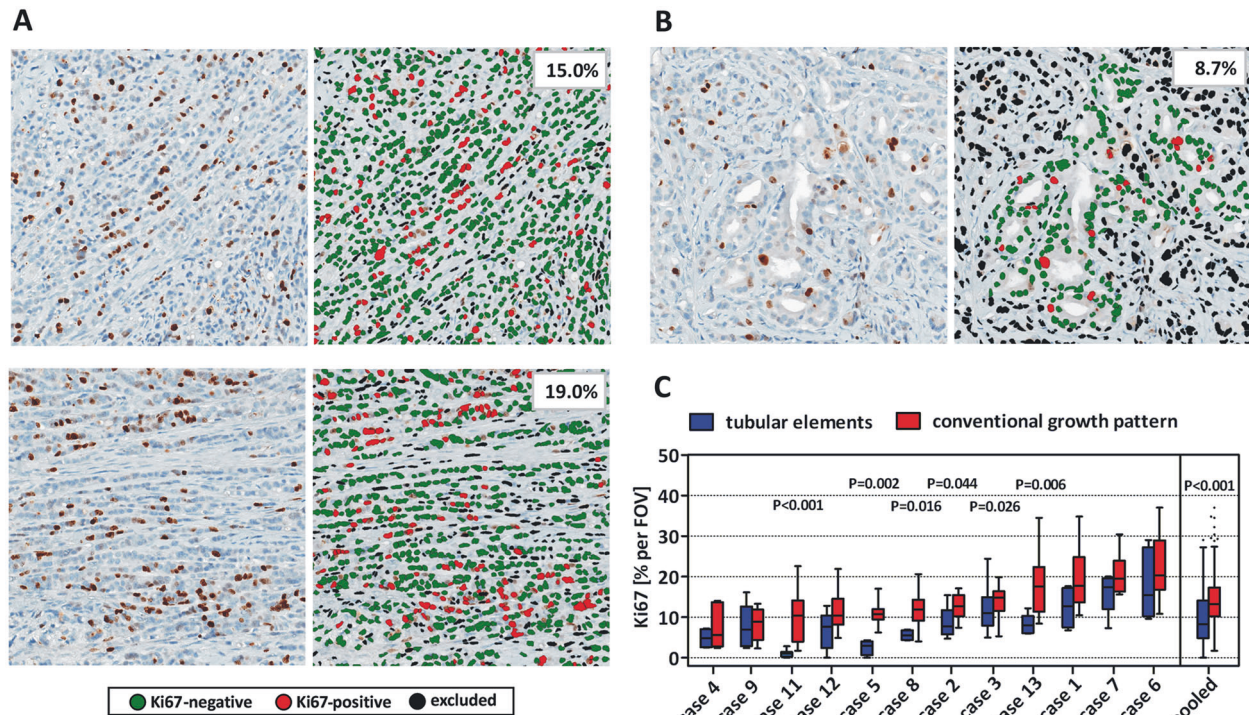 A
15.0%
19.0%
Ki67-negative Ki67-positive excluded
B
8.7%
C
tubular elements conventional growth pattern
Ki67 [% per FOV]
50
40
30
20
10
0
P<0.001
P=0.002
P=0.016
P=0.044
P=0.026
P=0.006
P<0.001
case 4
case 9
case 11
case 12
case 5
case 8
case 2
case 3
case 13
case 1
case 7
case 6
pooled